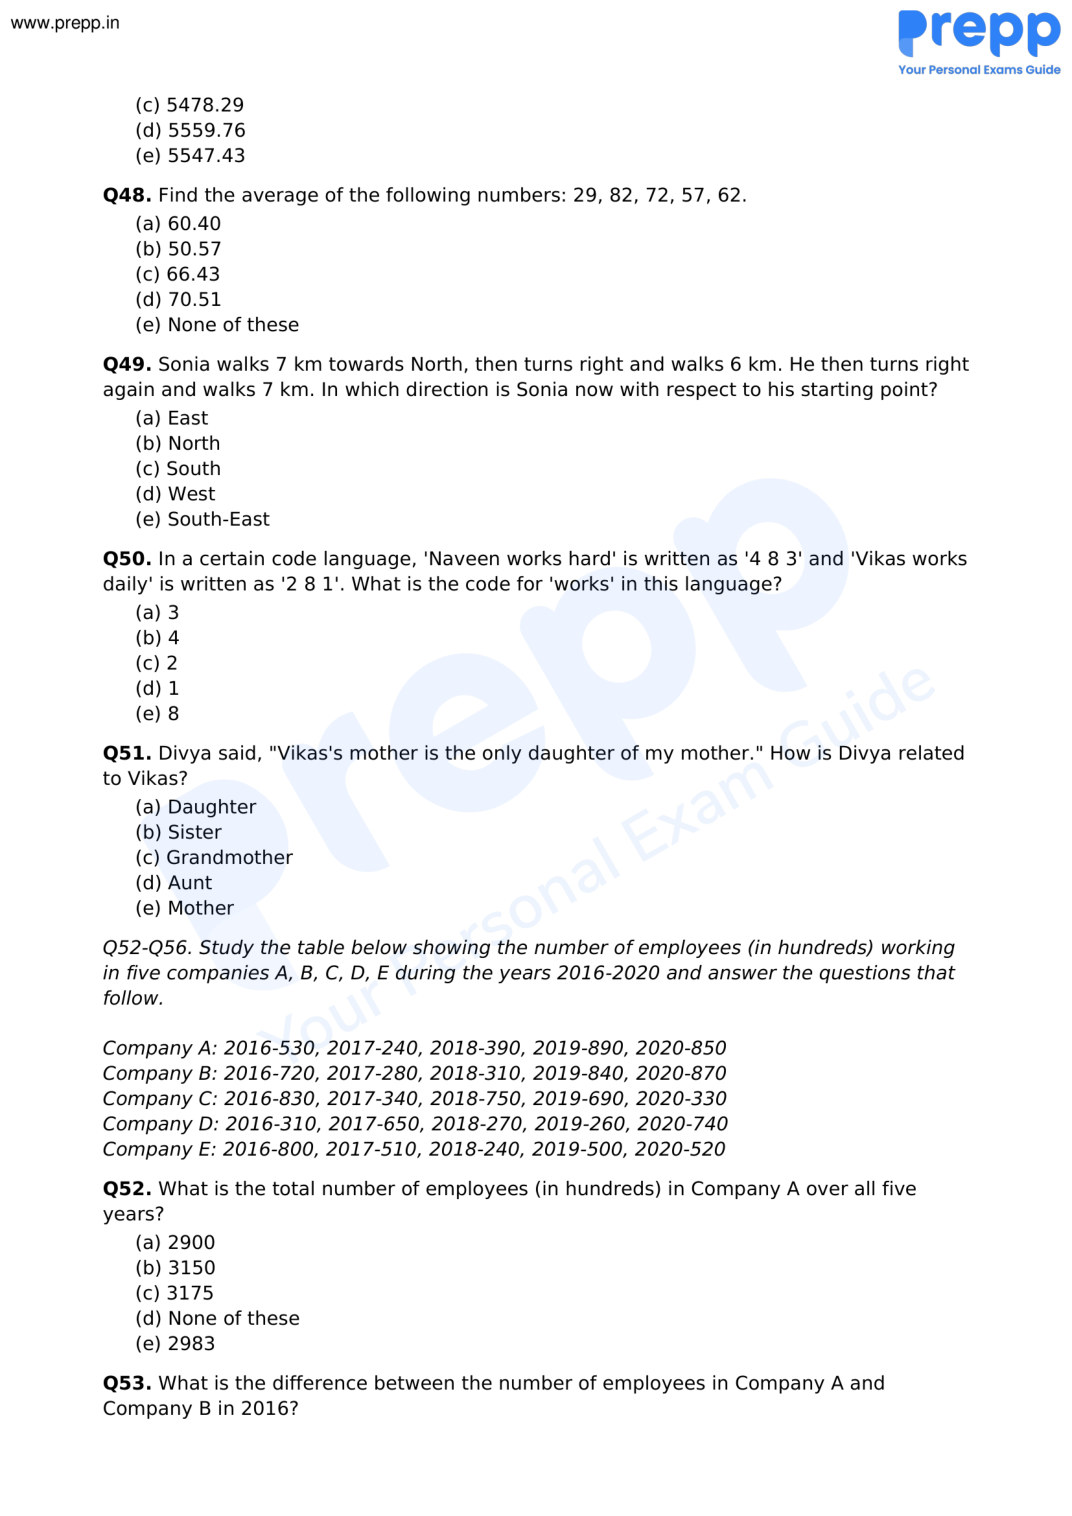 www.prepp.in
Prepp
Your Personal Exams Guide
(c) 5478.29
(d) 5559.76
(e) 5547.43
Q48. Find the average of the following numbers: 29, 82, 72, 57, 62.
(a) 60.40
(b) 50.57
(c) 66.43
(d) 70.51
(e) None of these
Q49. Sonia walks 7 km towards North, then turns right and walks 6 km. He then turns right
again and walks 7 km. In which direction is Sonia now with respect to his starting point?
(a) East
(b) North
(c) South
(d) West
(e) South-East
Q50. In a certain code language, 'Naveen works hard' is written as '4 8 3' and 'Vikas works
daily' is written as '2 8 1'. What is the code for 'works' in this language?
(a) 3
(b) 4
(c) 2
(d) 1
(e) 8
Q51. Divya said, "Vikas's mother is the only daughter of my mother." How is Divya related
to Vikas?
(a) Daughter
(b) Sister
(c) Grandmother
(d) Aunt
(e) Mother
Q52-Q56. Study the table below showing the number of employees (in hundreds) working
in five companies A, B, C, D, E during the years 2016-2020 and answer the questions that
follow.
Company A: 2016-530, 2017-240, 2018-390, 2019-890, 2020-850
Company B: 2016-720, 2017-280, 2018-310, 2019-840, 2020-870
Company C: 2016-830, 2017-340, 2018-750, 2019-690, 2020-330
Company D: 2016-310, 2017-650, 2018-270, 2019-260, 2020-740
Company E: 2016-800, 2017-510, 2018-240, 2019-500, 2020-520
Q52. What is the total number of employees (in hundreds) in Company A over all five
years?
(a) 2900
(b) 3150
(c) 3175
(d) None of these
(e) 2983
Q53. What is the difference between the number of employees in Company A and
Company B in 2016?
prepp
Your Personal Exam Guide